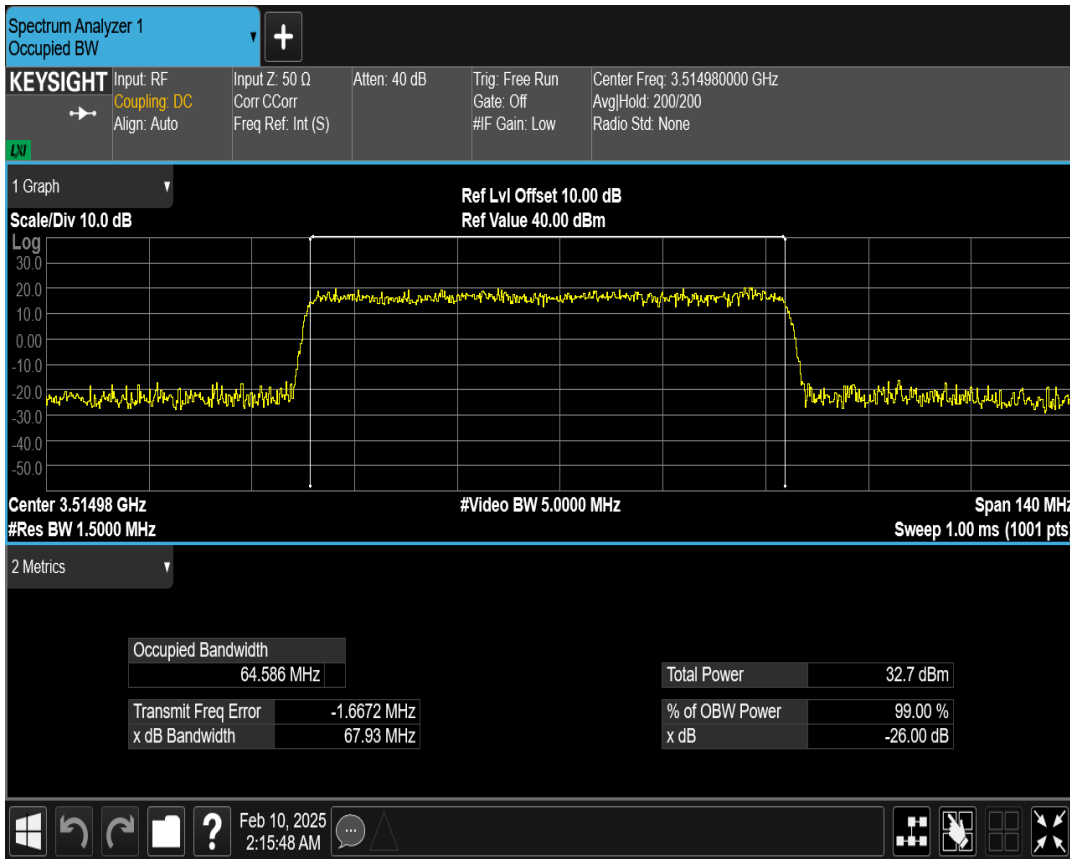 Spectrum Analyzer 1
Occupied BW
+
KEYSIGHT
LXI
Input: RF
Coupling: DC
Align: Auto
Input Z: 50 Ω
Corr CCorr
Freq Ref: Int (S)
Atten: 40 dB
Trig: Free Run
Gate: Off
#IF Gain: Low
Center Freq: 3.514980000 GHz
Avg|Hold: 200/200
Radio Std: None
1 Graph
Scale/Div 10.0 dB
Ref Lvl Offset 10.00 dB
Ref Value 40.00 dBm
Log
30.0
20.0
10.0
0.00
-10.0
-20.0
-30.0
-40.0
-50.0
Center 3.51498 GHz
#Res BW 1.5000 MHz
#Video BW 5.0000 MHz
Span 140 MHz
Sweep 1.00 ms (1001 pts)
2 Metrics
Occupied Bandwidth
64.586 MHz
Transmit Freq Error -1.6672 MHz
x dB Bandwidth 67.93 MHz
Total Power 32.7 dBm
% of OBW Power 99.00 %
x dB -26.00 dB
?
Feb 10, 2025
2:15:48 AM